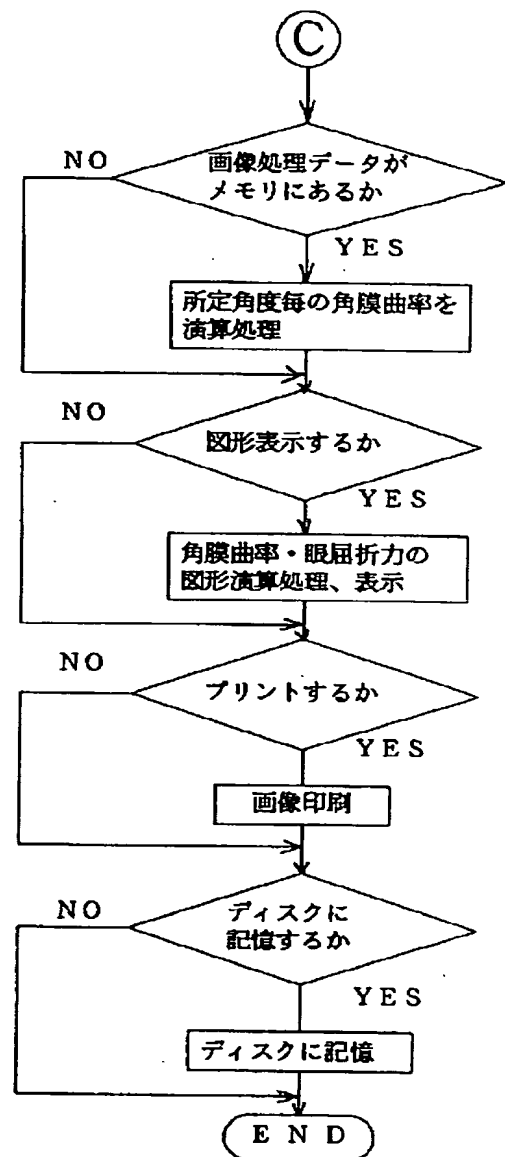 C
画像処理データが
メモリにあるか
NO
YES
所定角度毎の角膜曲率を
演算処理
NO
図形表示するか
YES
角膜曲率・眼屈折力の
図形演算処理、表示
NO
プリントするか
YES
画像印刷
NO
ディスクに
記憶するか
YES
ディスクに記憶
END